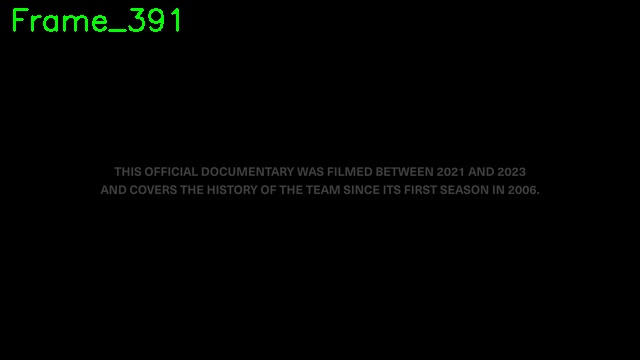 Frame_391
THIS OFFICIAL DOCUMENTARY WAS FILMED BETWEEN 2021 AND 2023
AND COVERS THE HISTORY OF THE TEAM SINCE ITS FIRST SEASON IN 2006.